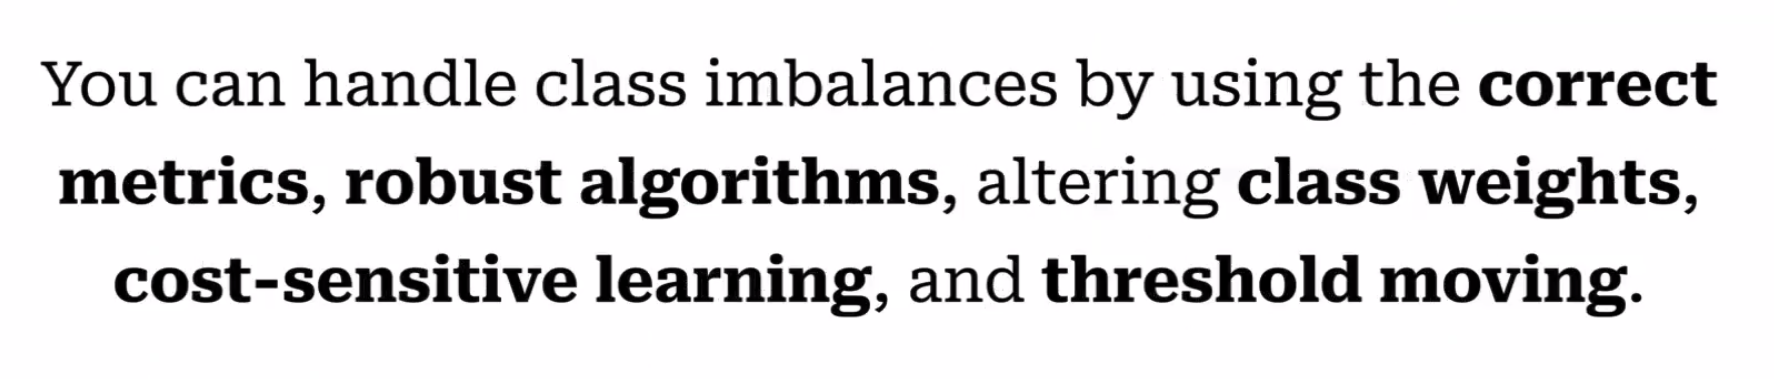 You can handle class imbalances by using the correct
metrics, robust algorithms, altering class weights,
cost-sensitive learning, and threshold moving.